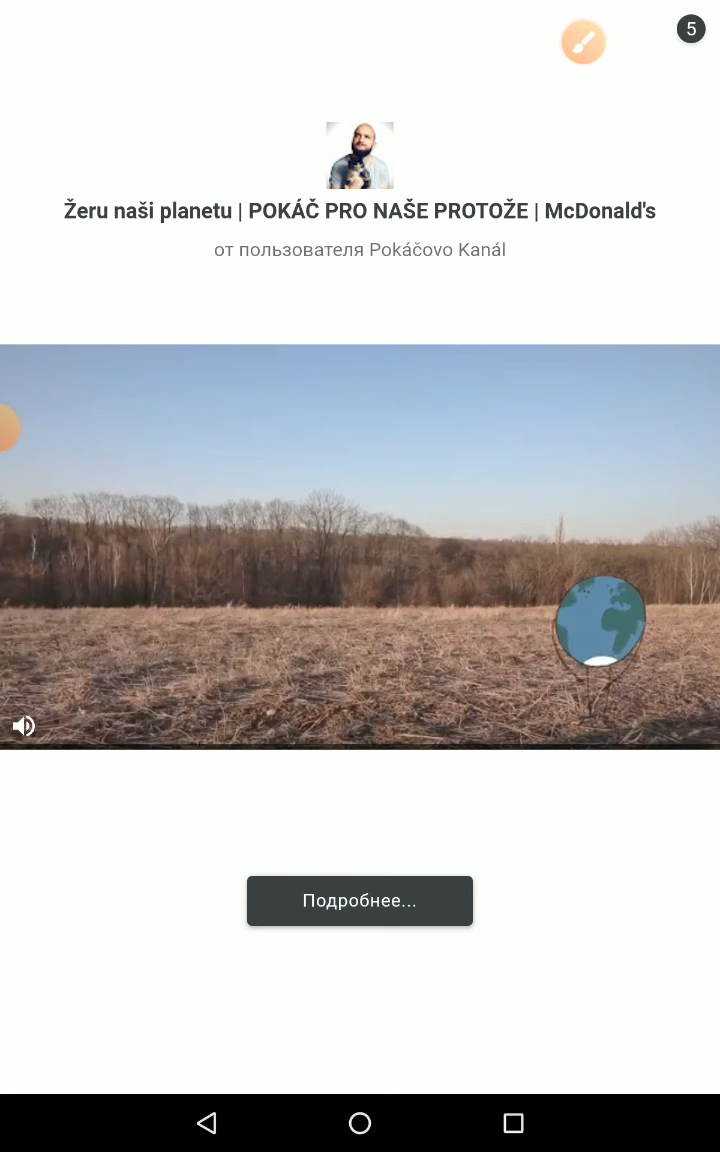 5
Žeru naši planetu | POKÁČ PRO NAŠE PROTOŽE | McDonald's
от пользователя Pokáčovo Kanál
Подробнее...